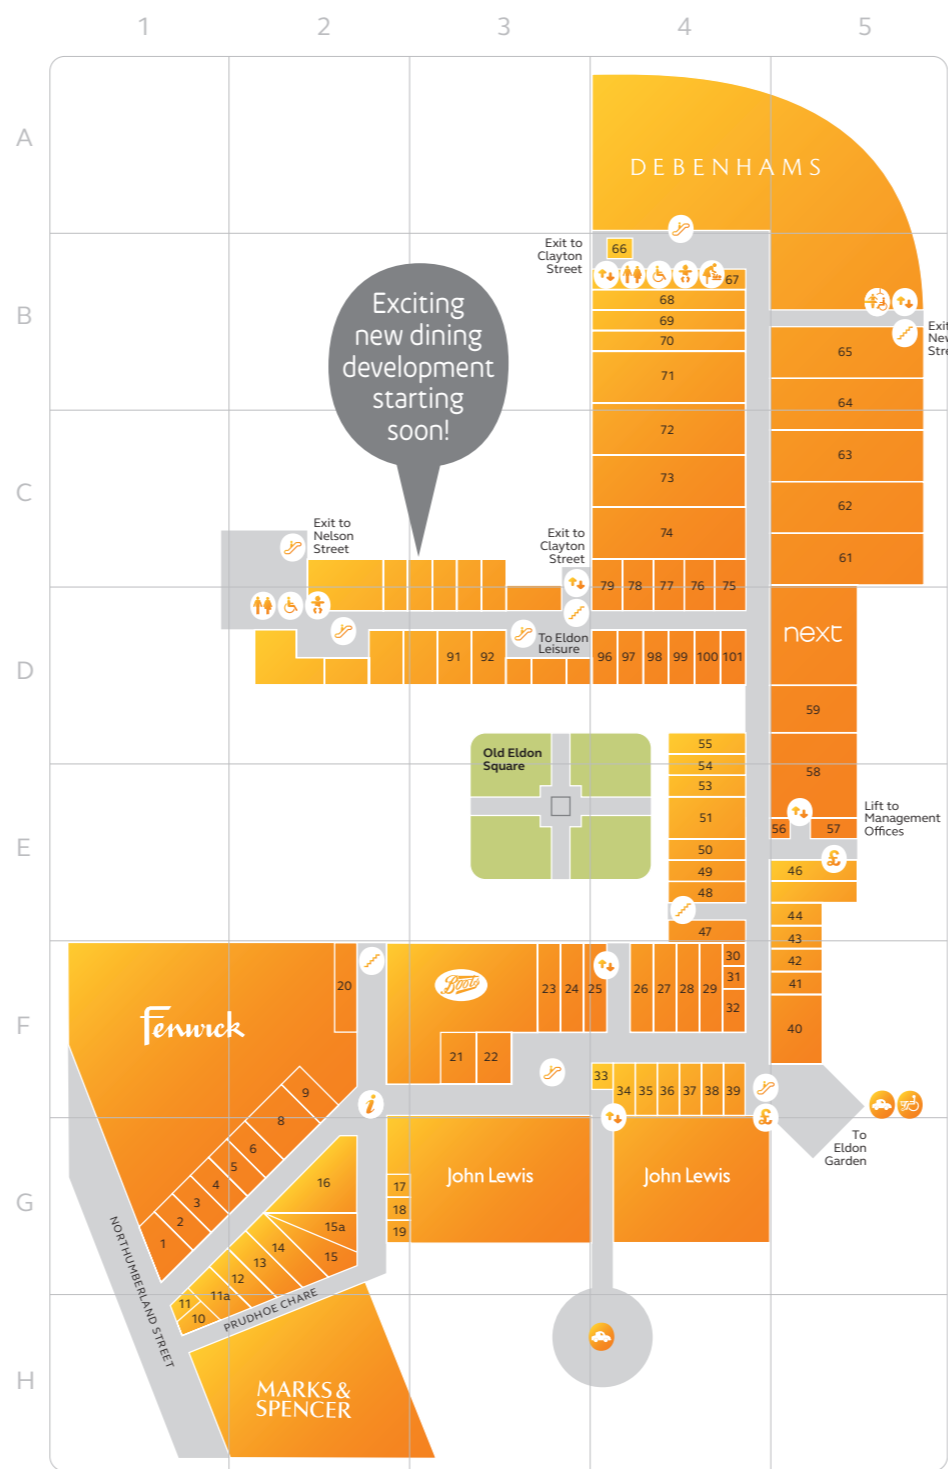 1 2 3 4 5
A
DEBENHAMS
Exit to
Clayton
Street
66
67
B
68
69
70
71
Exit
New
Stre
65
64
Exciting
new dining
development
starting
soon!
C
72
73
74
63
62
61
Exit to
Nelson
Street
Exit to
Clayton
Street
79 78 77 76 75
D
To Eldon
Leisure
91 92
96 97 98 99 100 101
next
59
58
Old Eldon
Square
55
54
53
51
50
49
48
47
E
56 57
Lift to
Management
Offices
£
46
44
43
42
41
40
F
Fenwick
20
Boots
23 24 25
26 27 28 29
30
31
32
21 22
33
34 35 36 37 38 39
i
£
To
Eldon
Garden
9
8
6
5
4
3
2
1
G
John Lewis
John Lewis
16
15a
15
14
13
12
11a
11
10
17
18
19
NORTHUMBERLAND STREET
PRUDHOE CHARE
H
MARKS &
SPENCER